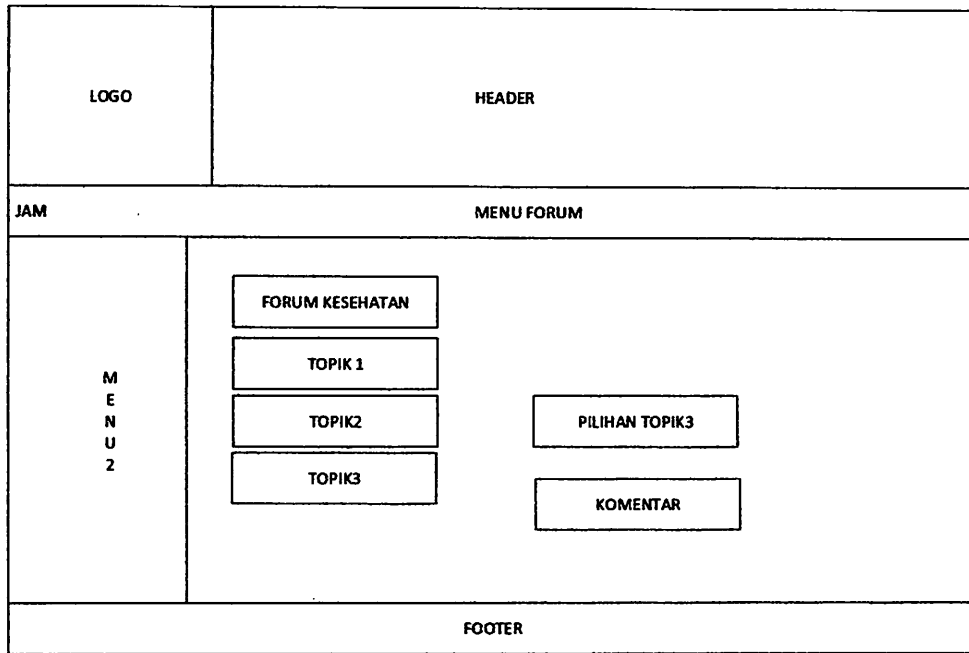 LOGO
HEADER
JAM
MENU FORUM
M
E
N
U
2
FORUM KESEHATAN
TOPIK 1
TOPIK2
TOPIK3
PILIHAN TOPIK3
KOMENTAR
FOOTER